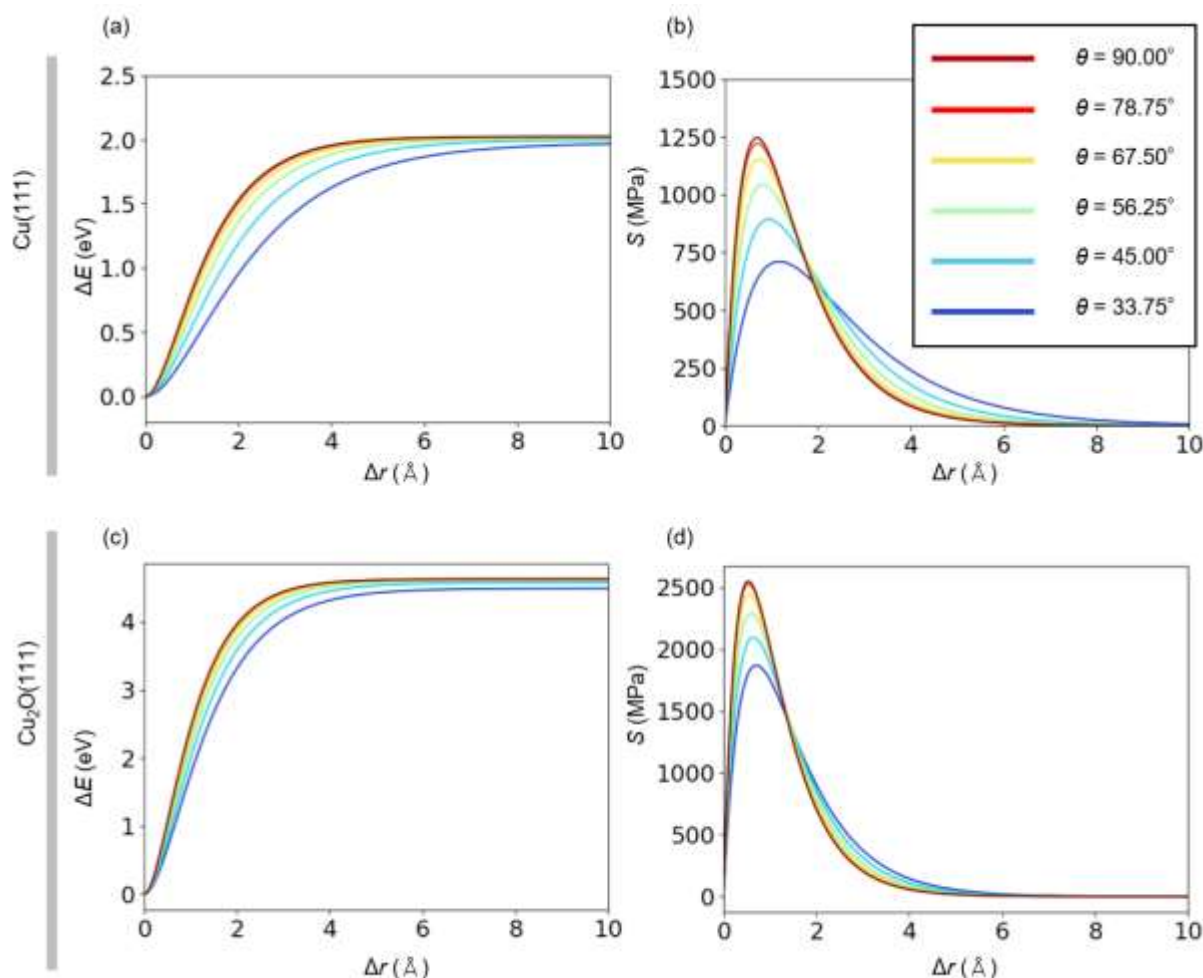 (a)
Cu(111)
ΔE (eV)
2.5
2.0
1.5
1.0
0.5
0.0
0 2 4 6 8 10
Δr (Å)
(b)
S (MPa)
1500
1250
1000
750
500
250
0
0 2 4 6 8 10
Δr (Å)
θ = 90.00°
θ = 78.75°
θ = 67.50°
θ = 56.25°
θ = 45.00°
θ = 33.75°
(c)
Cu₂O(111)
ΔE (eV)
4
3
2
1
0
0 2 4 6 8 10
Δr (Å)
(d)
S (MPa)
2500
2000
1500
1000
500
0
0 2 4 6 8 10
Δr (Å)